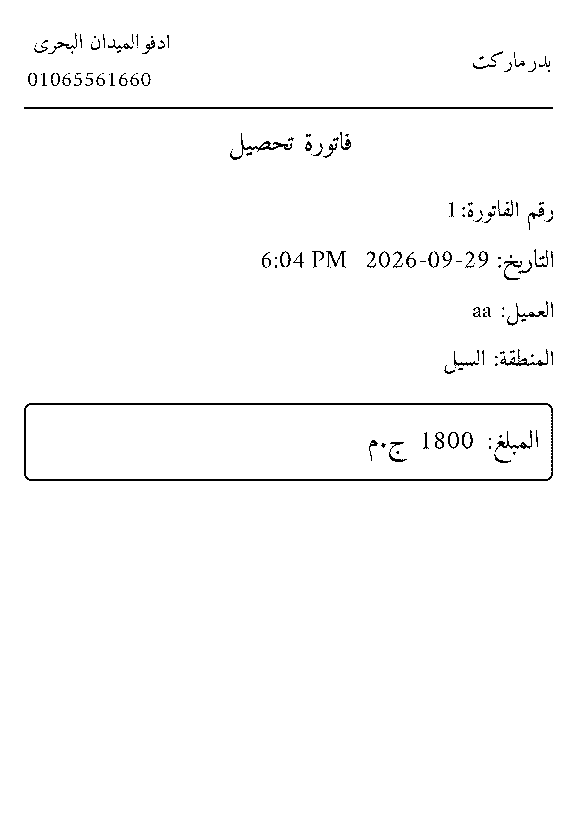 ادفو الميدان البحرى
بدر ماركت
01065561660
فاتورة تحصيل
رقم الفاتورة: 1
التاريخ: 2026-09-29 6:04 PM
العميل: aa
المنطقة: السيل
المبلغ: 1800 ج.م